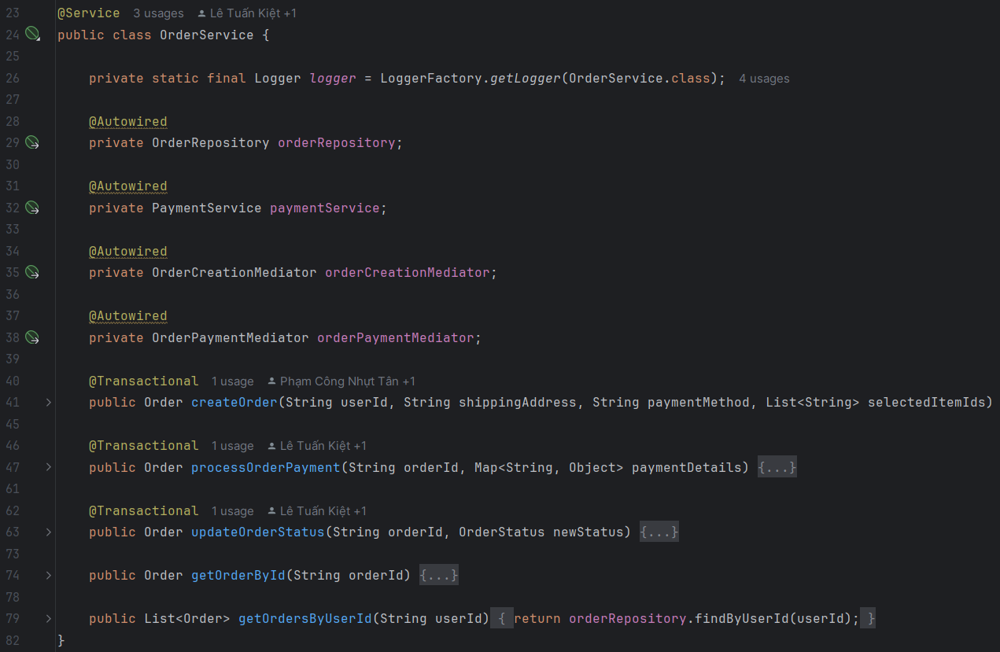 23 @Service 3 usages Lê Tuấn Kiệt +1
24 public class OrderService {
25
26 private static final Logger logger = LoggerFactory.getLogger(OrderService.class); 4 usages
27
28 @Autowired
29 private OrderRepository orderRepository;
30
31 @Autowired
32 private PaymentService paymentService;
33
34 @Autowired
35 private OrderCreationMediator orderCreationMediator;
36
37 @Autowired
38 private OrderPaymentMediator orderPaymentMediator;
39
40 @Transactional 1 usage Phạm Công Nhựt Tân +1
41 public Order createOrder(String userId, String shippingAddress, String paymentMethod, List<String> selectedItemIds)
45
46 @Transactional 1 usage Lê Tuấn Kiệt +1
47 public Order processOrderPayment(String orderId, Map<String, Object> paymentDetails) {...}
61
62 @Transactional 1 usage Lê Tuấn Kiệt +1
63 public Order updateOrderStatus(String orderId, OrderStatus newStatus) {...}
73
74 public Order getOrderById(String orderId) {...}
78
79 public List<Order> getOrdersByUserId(String userId) { return orderRepository.findByUserId(userId); }
82 }